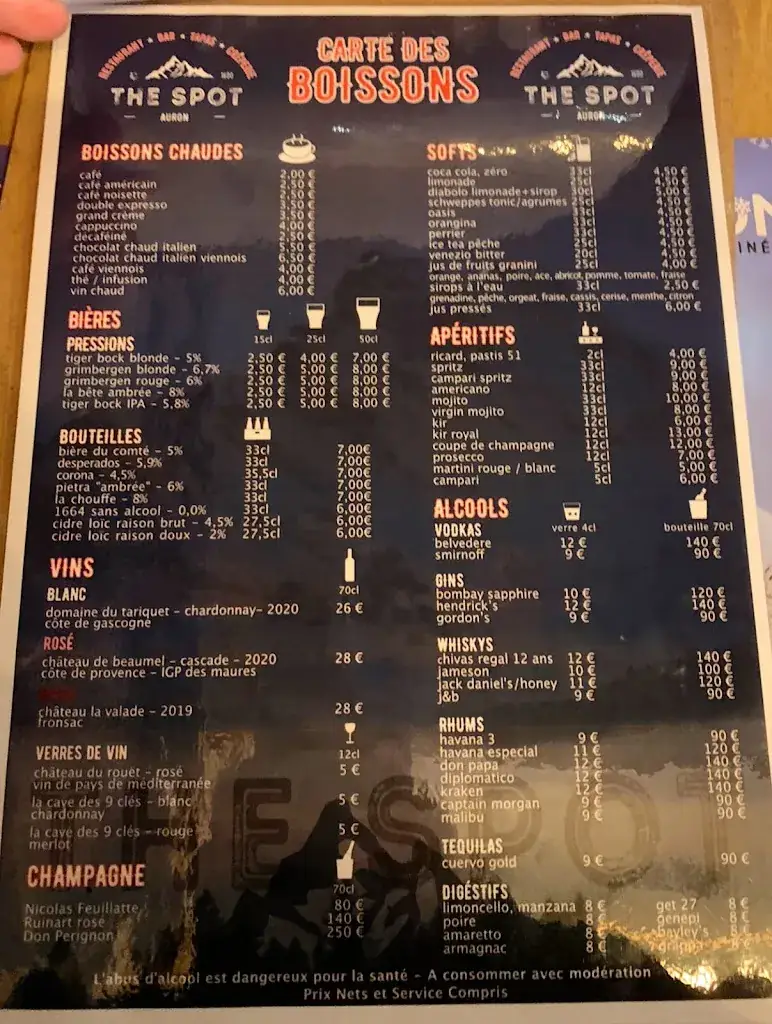 RESTAURANT • BAR • TAPAS • CRÊPERIE
THE SPOT
AURON
CARTE DES
BOISSONS
RESTAURANT • BAR • TAPAS • CRÊPERIE
THE SPOT
AURON
BOISSONS CHAUDES
café 2,00 €
café américain 2,50 €
café noisette 2,50 €
double expresso 3,50 €
grand crème 3,50 €
cappuccino 4,00 €
décaféiné 2,50 €
chocolat chaud italien 5,50 €
chocolat chaud italien viennois 6,50 €
café viennois 4,00 €
thé / infusion 4,00 €
vin chaud 6,00 €
BIÈRES
PRESSIONS 15cl 25cl 50cl
tiger bock blonde - 5% 2,50 € 4,00 € 7,00 €
grimbergen blonde - 6,7% 2,50 € 5,00 € 8,00 €
grimbergen rouge - 6% 2,50 € 5,00 € 8,00 €
la bête ambrée - 8% 2,50 € 5,00 € 8,00 €
tiger bock IPA - 5,8% 2,50 € 5,00 € 8,00 €
BOUTEILLES
bière du comté - 5% 33cl 7,00€
desperados - 5,9% 33cl 7,00€
corona - 4,5% 35,5cl 7,00€
pietra "ambrée" - 6% 33cl 7,00€
la chouffe - 8% 33cl 7,00€
1664 sans alcool - 0,0% 33cl 6,00€
cidre loïc raison brut - 4,5% 27,5cl 6,00€
cidre loïc raison doux - 2% 27,5cl 6,00€
VINS
BLANC 70cl
domaine du tariquet - chardonnay- 2020 26 €
côte de gascogne
ROSÉ
château de beaumel - cascade - 2020 28 €
côte de provence - IGP des maures
château la valade - 2019 28 €
fronsac
VERRES DE VIN 12cl
château du rouët - rosé 5 €
vin de pays de méditerranée
la cave des 9 clés - blanc 5 €
chardonnay
la cave des 9 clés - rouge 5 €
merlot
CHAMPAGNE 70cl
Nicolas Feuillatte 80 €
Ruinart rosé 140 €
Don Perignon 250 €
SOFTS
coca cola, zéro 33cl 4,50 €
limonade 25cl 4,50 €
diabolo limonade+sirop 30cl 5,00 €
schweppes tonic/agrumes 25cl 4,50 €
oasis 33cl 4,50 €
orangina 33cl 4,50 €
perrier 33cl 4,50 €
ice tea pêche 25cl 4,50 €
venezio bitter 20cl 4,50 €
jus de fruits granini 25cl 4,00 €
orange, ananas, poire, ace, abricot, pomme, tomate, fraise
sirops à l'eau 33cl 2,50 €
grenadine, pêche, orgeat, fraise, cassis, cerise, menthe, citron
jus pressés 33cl 6,00 €
APÉRITIFS
ricard, pastis 51 2cl 4,00 €
spritz 33cl 9,00 €
campari spritz 33cl 9,00 €
americano 12cl 8,00 €
mojito 33cl 10,00 €
virgin mojito 33cl 8,00 €
kir 12cl 6,00 €
kir royal 12cl 13,00 €
coupe de champagne 12cl 12,00 €
prosecco 12cl 7,00 €
martini rouge / blanc 5cl 5,00 €
campari 5cl 6,00 €
ALCOOLS
VODKAS verre 4cl bouteille 70cl
belvedere 12 € 140 €
smirnoff 9 € 90 €
GINS
bombay sapphire 10 € 120 €
hendrick's 12 € 140 €
gordon's 9 € 90 €
WHISKYS
chivas regal 12 ans 12 € 140 €
jameson 10 € 100 €
jack daniel's/honey 11 € 120 €
j&b 9 € 90 €
RHUMS
havana 3 9 € 90 €
havana especial 11 € 120 €
don papa 12 € 140 €
diplomatico 12 € 140 €
kraken 12 € 140 €
captain morgan 9 € 90 €
malibu 9 € 90 €
TEQUILAS
cuervo gold 9 € 90 €
DIGÉSTIFS
limoncello, manzana 8 € get 27 8 €
poire 8 € genepi 8 €
amaretto 8 € bayley's 8 €
armagnac 8 € grappa 8 €
THE SPOT
L'abus d'alcool est dangereux pour la santé - A consommer avec modération
Prix Nets et Service Compris